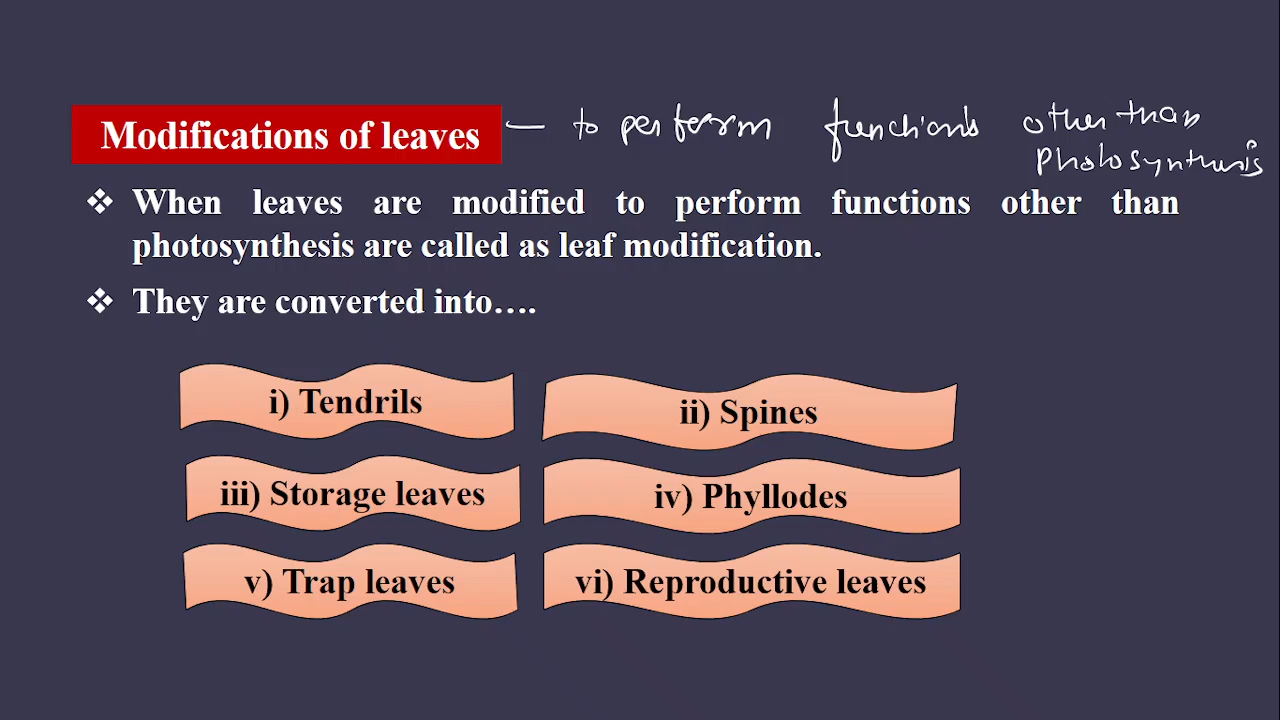 Modifications of leaves — to perform functions other than
photosynthesis
❖ When leaves are modified to perform functions other than
photosynthesis are called as leaf modification.
❖ They are converted into….
i) Tendrils
ii) Spines
iii) Storage leaves
iv) Phyllodes
v) Trap leaves
vi) Reproductive leaves